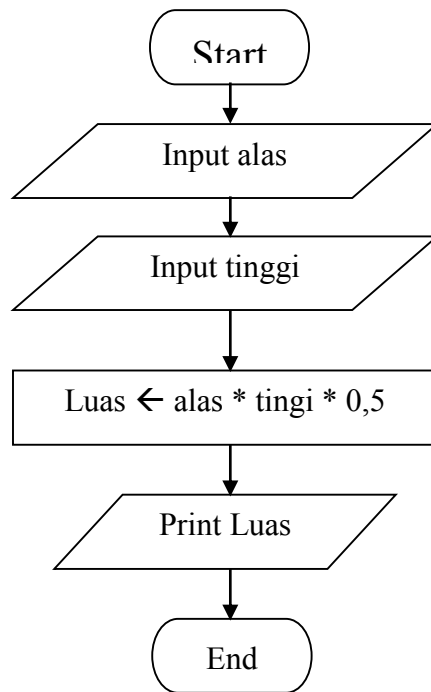 Start
Input alas
Input tinggi
Luas ← alas * tingi * 0,5
Print Luas
End